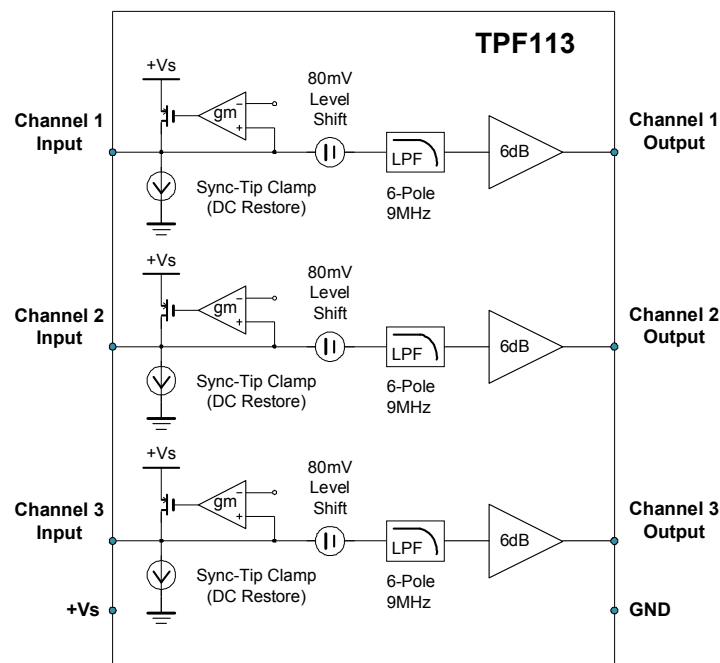 TPF113
+Vs
80mV
Level
Shift
gm
−
+
Channel 1
Input
Channel 1
Output
LPF
6dB
Sync-Tip Clamp
(DC Restore)
6-Pole
9MHz
+Vs
80mV
Level
Shift
gm
−
+
Channel 2
Input
Channel 2
Output
LPF
6dB
Sync-Tip Clamp
(DC Restore)
6-Pole
9MHz
+Vs
80mV
Level
Shift
gm
−
+
Channel 3
Input
Channel 3
Output
LPF
6dB
Sync-Tip Clamp
(DC Restore)
6-Pole
9MHz
+Vs
GND